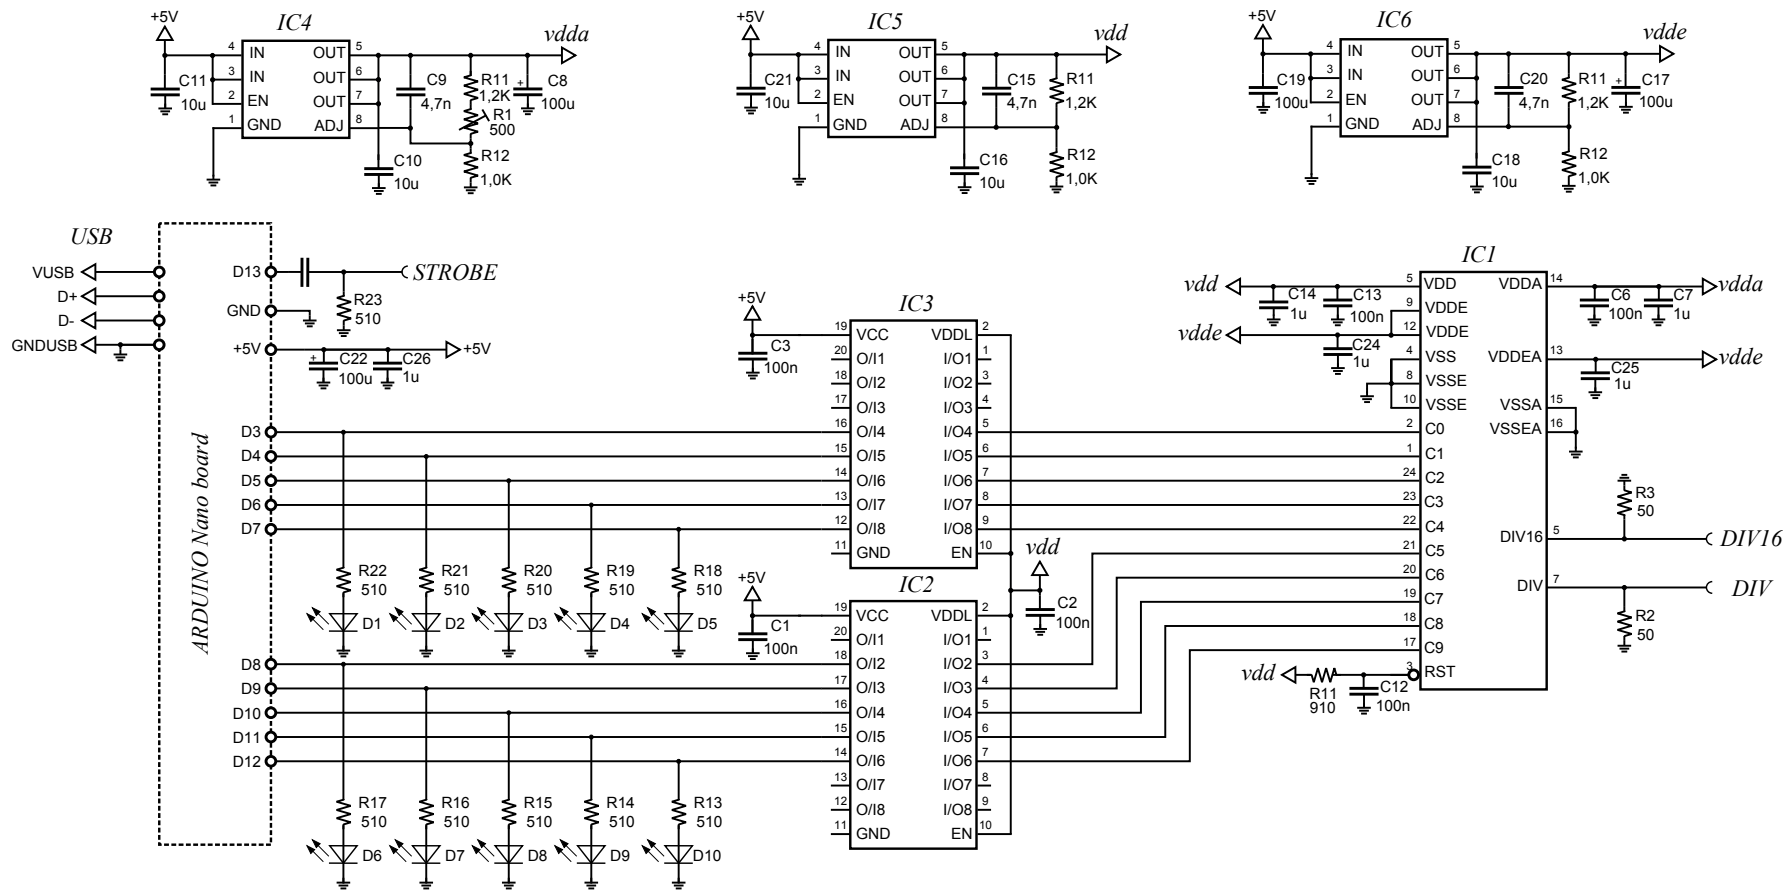 +5V IC4 vdda
4 IN OUT 5
3 IN OUT 6
2 EN OUT 7
1 GND ADJ 8
C11 10u
C9 4,7n
R11 1,2K
R1 500
C8 100u
+
C10 10u
R12 1,0K
+5V IC5 vdd
4 IN OUT 5
3 IN OUT 6
2 EN OUT 7
1 GND ADJ 8
C21 10u
C15 4,7n
R11 1,2K
C16 10u
R12 1,0K
+5V IC6 vdde
4 IN OUT 5
3 IN OUT 6
2 EN OUT 7
1 GND ADJ 8
C19 100u
C20 4,7n
R11 1,2K
C17 100u
+
C18 10u
R12 1,0K
USB
VUSB
D+
D-
GNDUSB
ARDUINO Nano board
D13
STROBE
R23 510
GND
+5V
+
C22 100u
C26 1u
+5V
D3
D4
D5
D6
D7
R22 510
R21 510
R20 510
R19 510
R18 510
D1
D2
D3
D4
D5
D8
D9
D10
D11
D12
R17 510
R16 510
R15 510
R14 510
R13 510
D6
D7
D8
D9
D10
+5V
C3 100n
IC3
19 VCC VDDL 2
20 O/I1 I/O1 1
18 O/I2 I/O2 3
17 O/I3 I/O3 4
16 O/I4 I/O4 5
15 O/I5 I/O5 6
14 O/I6 I/O6 7
13 O/I7 I/O7 8
12 O/I8 I/O8 9
11 GND EN 10
vdd
C2 100n
+5V
C1 100n
IC2
19 VCC VDDL 2
20 O/I1 I/O1 1
18 O/I2 I/O2 3
17 O/I3 I/O3 4
16 O/I4 I/O4 5
15 O/I5 I/O5 6
14 O/I6 I/O6 7
13 O/I7 I/O7 8
12 O/I8 I/O8 9
11 GND EN 10
IC1
vdd
C14 1u
C13 100n
vdde
C24 1u
5 VDD VDDA 14
9 VDDE
12 VDDE
4 VSS VDDEA 13
8 VSSE
10 VSSE VSSA 15
2 C0 VSSEA 16
1 C1
24 C2
23 C3
22 C4 DIV16 5
21 C5
20 C6 DIV 7
19 C7
18 C8
17 C9
3 RST
C6 100n
C7 1u
vdda
C25 1u
vdde
R3 50
DIV16
DIV
R2 50
vdd
R11 910
C12 100n